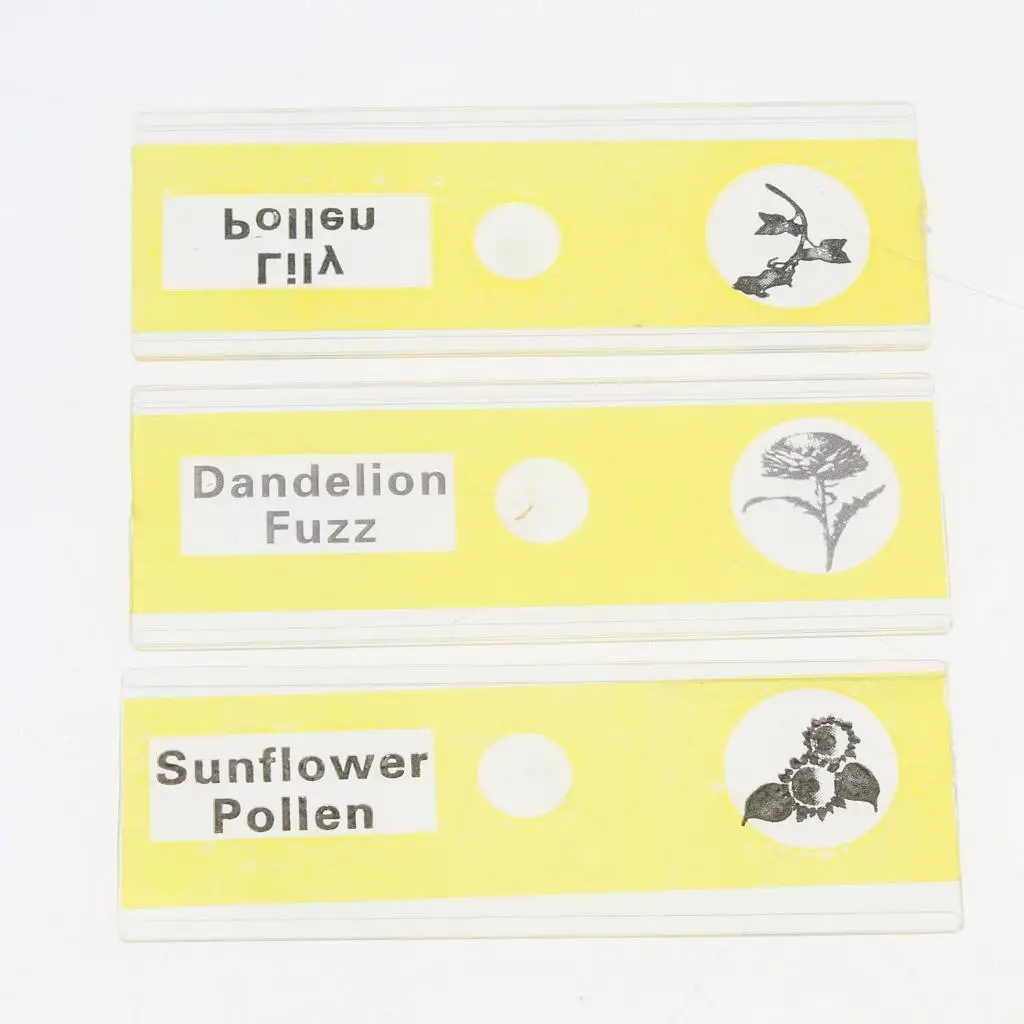 Lily
Pollen
Dandelion
Fuzz
Sunflower
Pollen